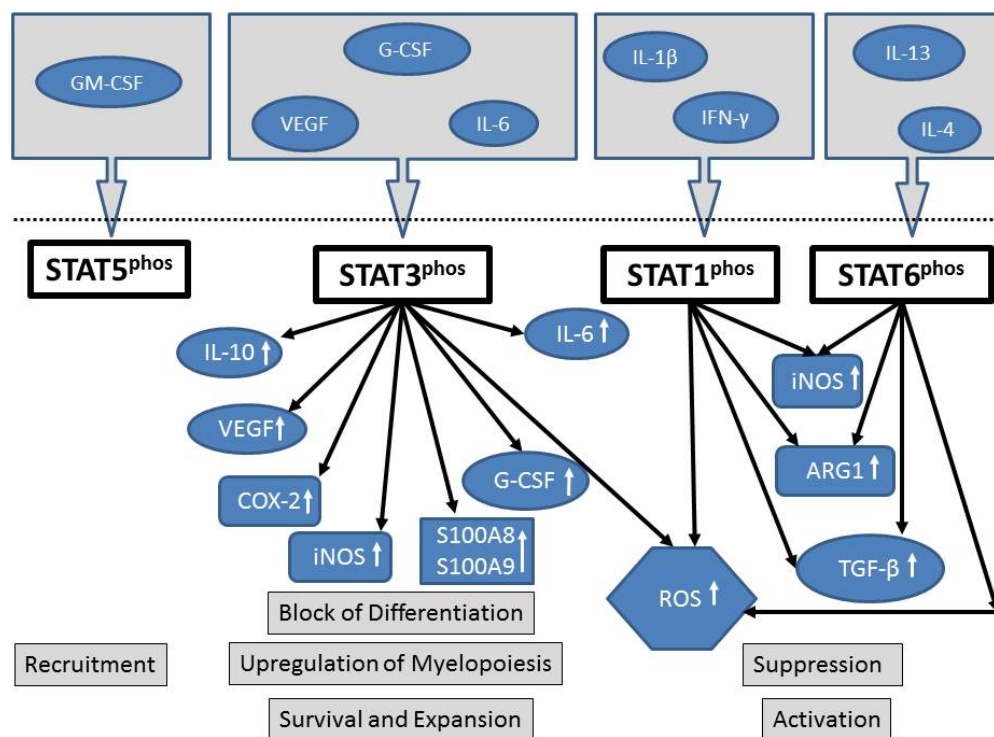 GM-CSF
G-CSF
VEGF
IL-6
IL-1β
IFN-γ
IL-13
IL-4
STAT5phos
STAT3phos
STAT1phos
STAT6phos
IL-10
IL-6
VEGF
COX-2
iNOS
S100A8
S100A9
G-CSF
iNOS
ARG1
TGF-β
ROS
Block of Differentiation
Recruitment
Upregulation of Myelopoiesis
Suppression
Survival and Expansion
Activation